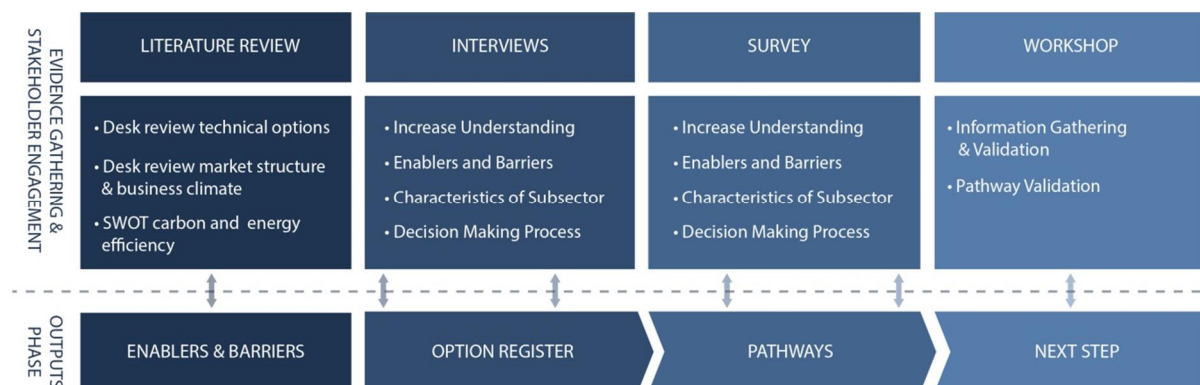 EVIDENCE GATHERING &
STAKEHOLDER ENGAGEMENT
LITERATURE REVIEW
• Desk review technical options
• Desk review market structure
& business climate
• SWOT carbon and energy
efficiency
INTERVIEWS
• Increase Understanding
• Enablers and Barriers
• Characteristics of Subsector
• Decision Making Process
SURVEY
• Increase Understanding
• Enablers and Barriers
• Characteristics of Subsector
• Decision Making Process
WORKSHOP
• Information Gathering
& Validation
• Pathway Validation
OUTPUTS
PHASE
ENABLERS & BARRIERS
OPTION REGISTER
PATHWAYS
NEXT STEP